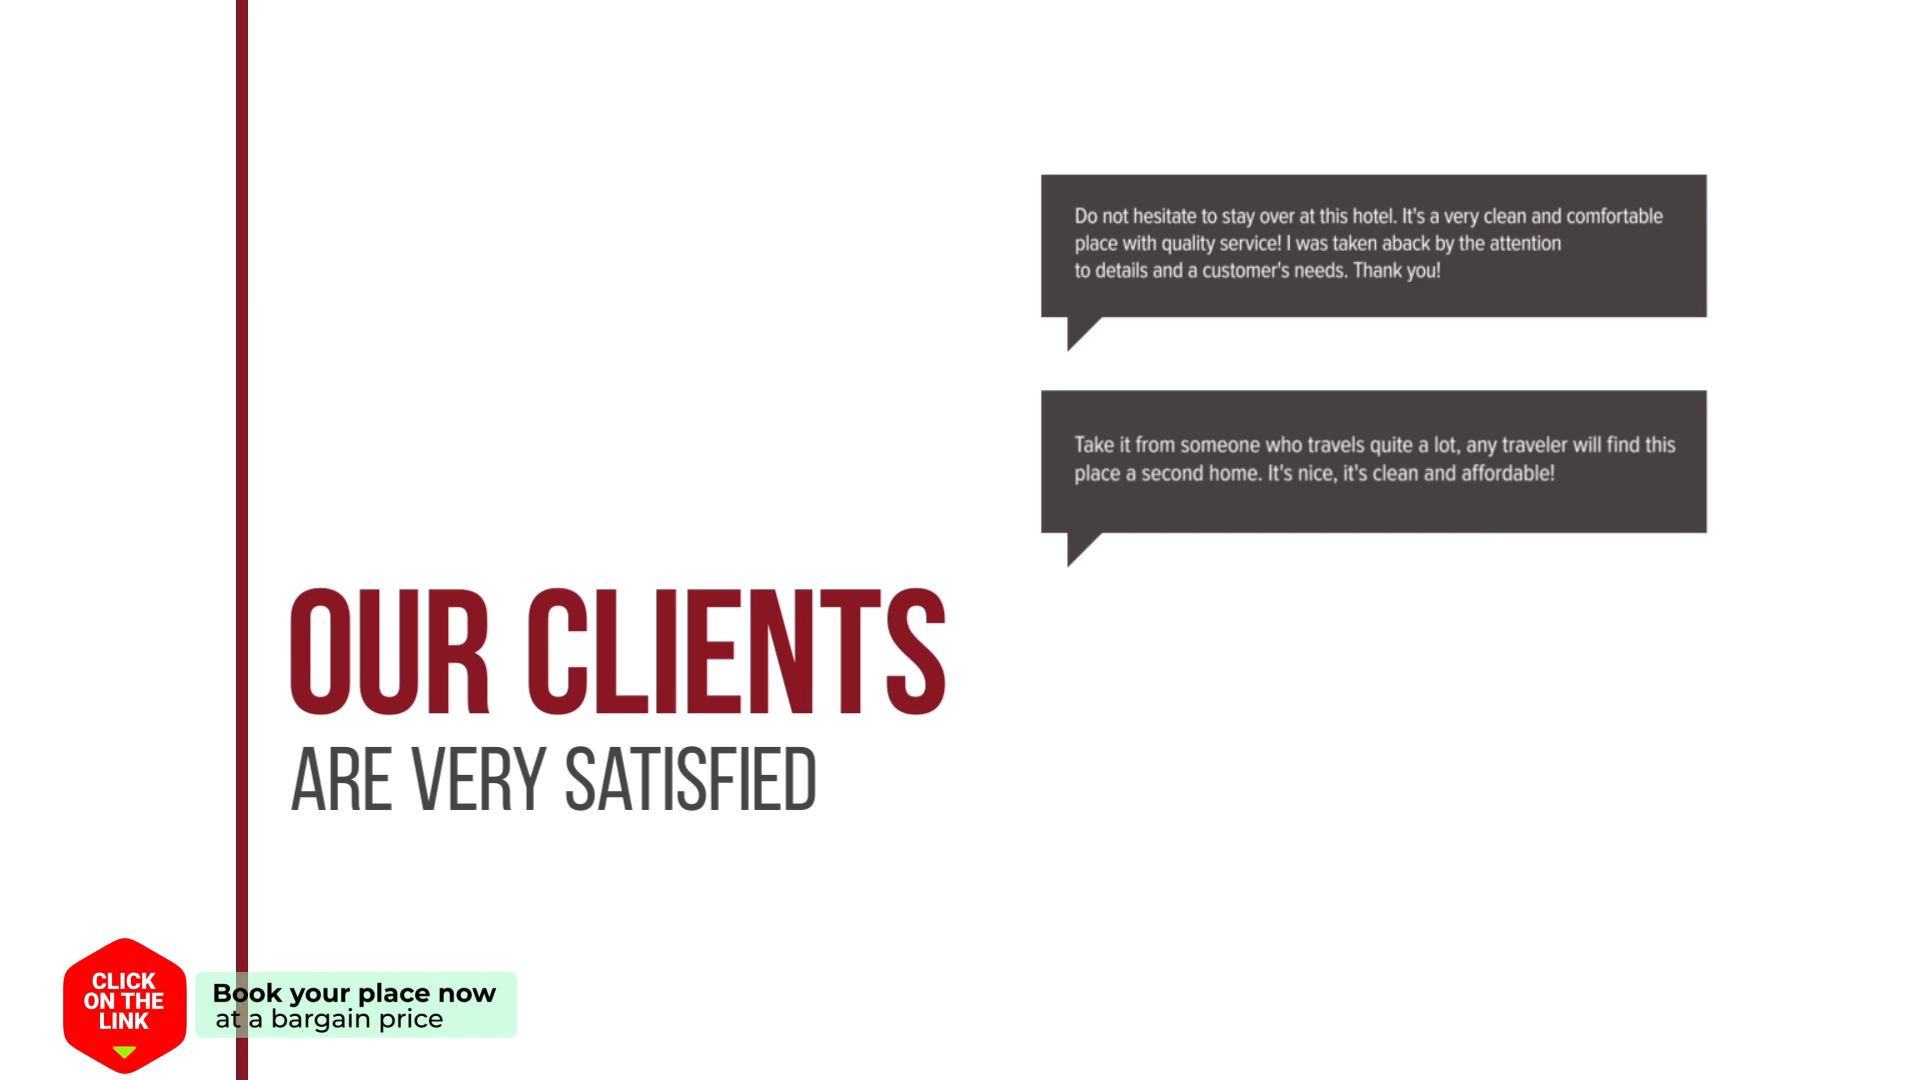 Do not hesitate to stay over at this hotel. It's a very clean and comfortable
place with quality service! I was taken aback by the attention
to details and a customer's needs. Thank you!
Take it from someone who travels quite a lot, any traveler will find this
place a second home. It's nice, it's clean and affordable!
OUR CLIENTS
ARE VERY SATISFIED
CLICK
ON THE
LINK
Book your place now
at a bargain price